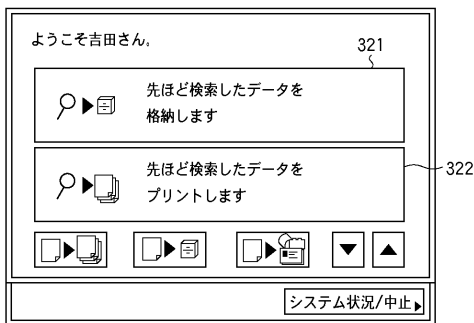 ようこそ吉田さん。
321
先ほど検索したデータを
格納します
先ほど検索したデータを
プリントします
322
システム状況/中止